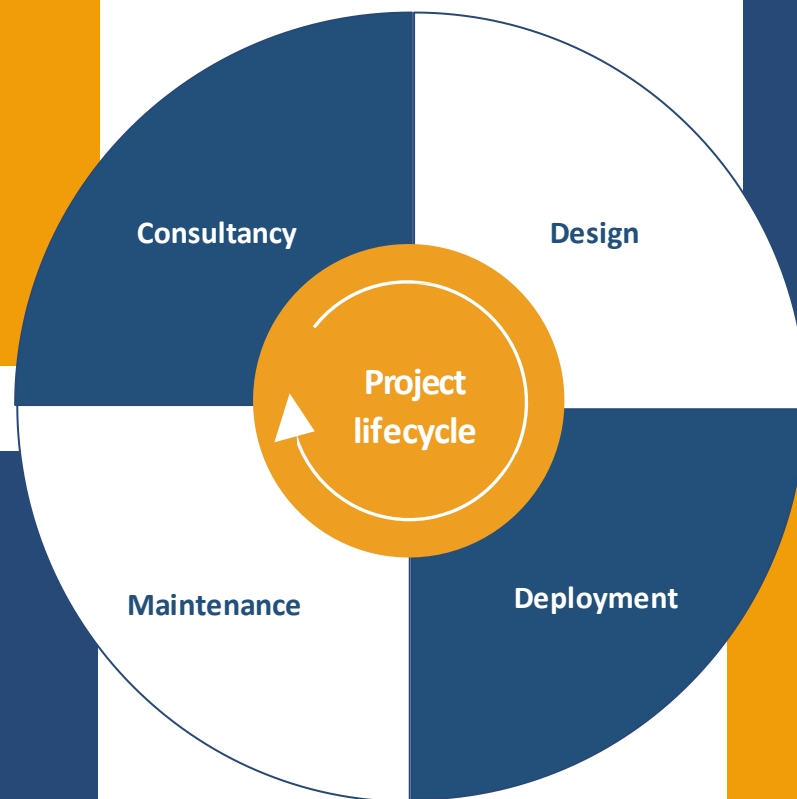 Consultancy
Design
Project
lifecycle
Maintenance
Deployment